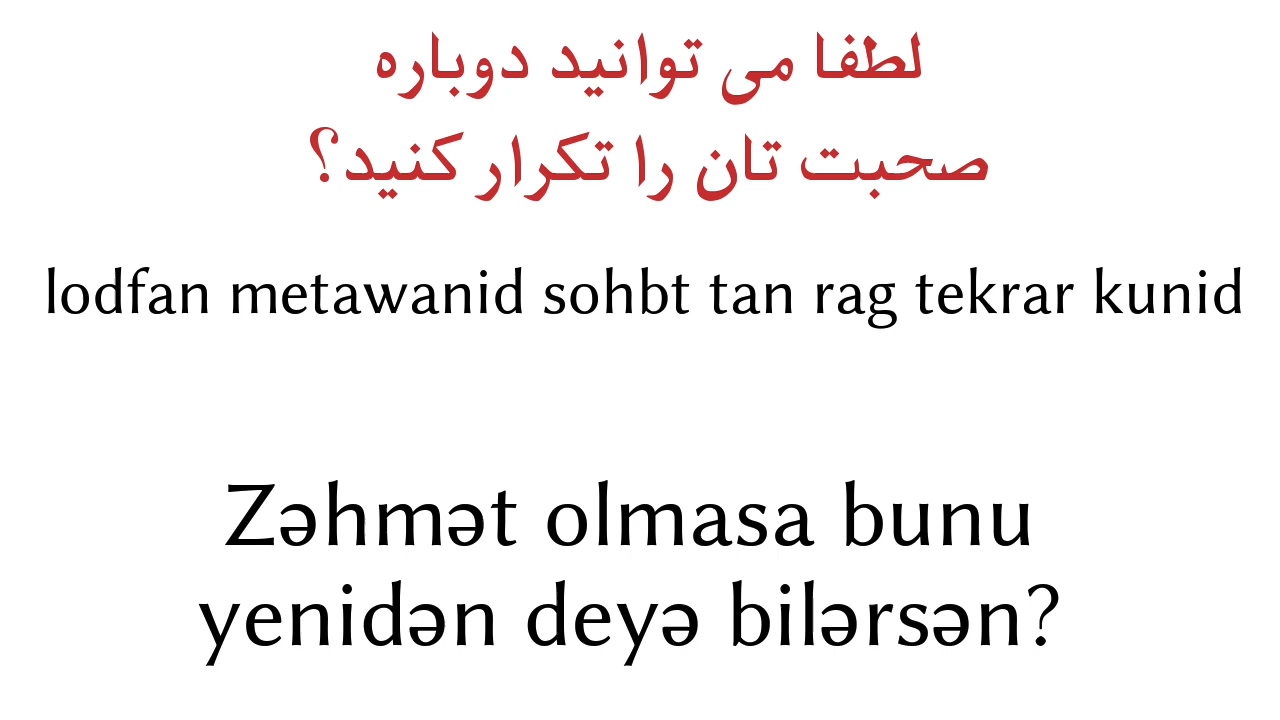 لطفا می توانید دوباره
صحبت تان را تکرار کنید؟
lodfan metawanid sohbt tan rag tekrar kunid
Zəhmət olmasa bunu
yenidən deyə bilərsən?